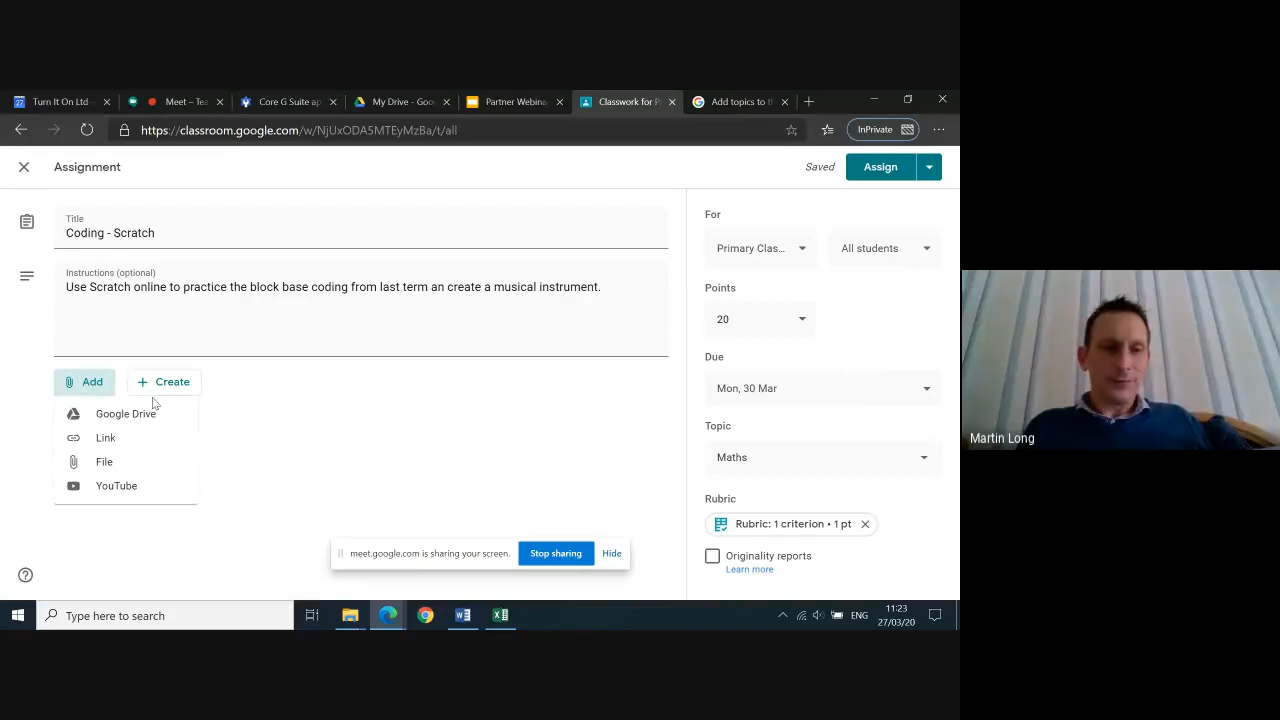 Turn It On Ltd
Meet – Tea
Core G Suite ap
My Drive - Goo
Partner Webina
Classwork for P
Add topics to th
https://classroom.google.com/w/NjUxODA5MTEyMzBa/t/all
InPrivate
Assignment
Saved
Assign
Title
Coding - Scratch
Instructions (optional)
Use Scratch online to practice the block base coding from last term an create a musical instrument.
Add
Create
Google Drive
Link
File
YouTube
For
Primary Clas...
All students
Points
20
Due
Mon, 30 Mar
Topic
Maths
Rubric
Rubric: 1 criterion • 1 pt
Originality reports
Learn more
meet.google.com is sharing your screen.
Stop sharing
Hide
Martin Long
Type here to search
ENG
11:23
27/03/20